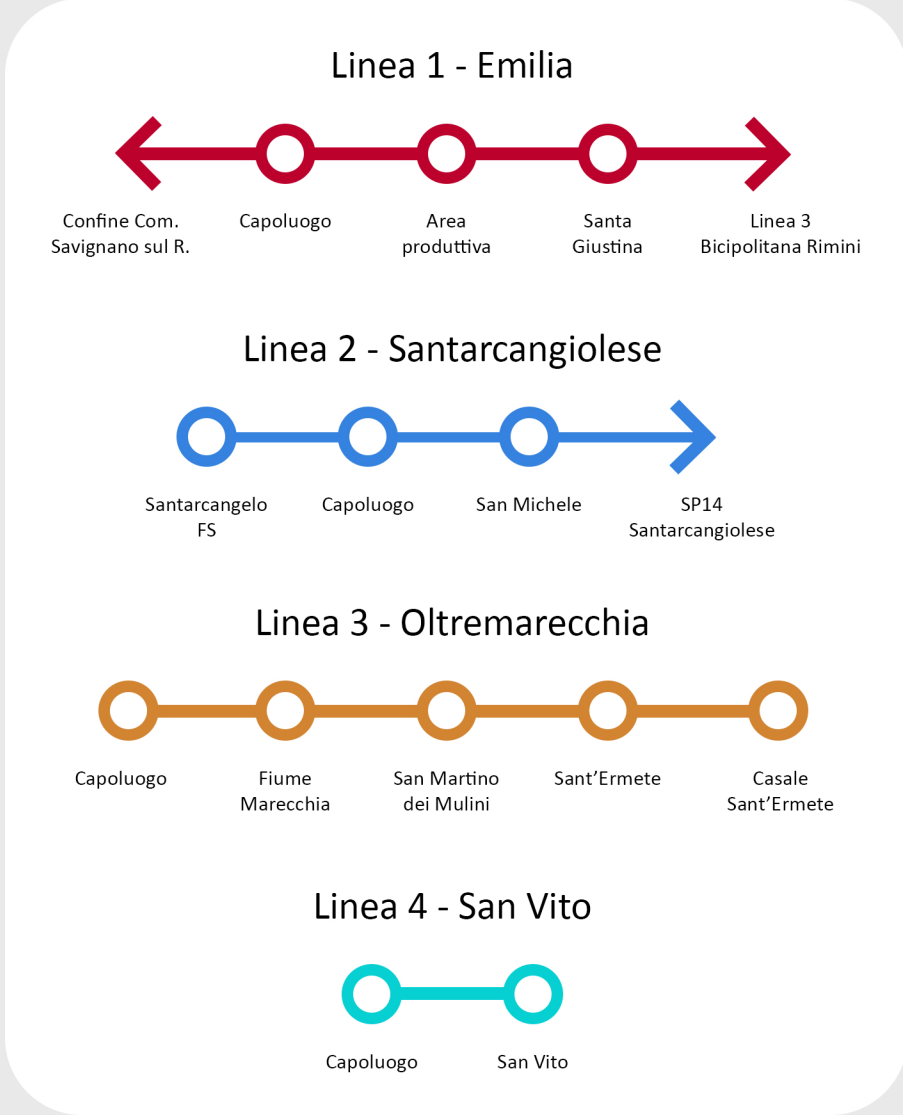 Linea 1 - Emilia
Confine Com.
Savignano sul R.
Capoluogo
Area
produttiva
Santa
Giustina
Linea 3
Bicipolitana Rimini
Linea 2 - Santarcangiolese
Santarcangelo
FS
Capoluogo
San Michele
SP14
Santarcangiolese
Linea 3 - Oltremarecchia
Capoluogo
Fiume
Marecchia
San Martino
dei Mulini
Sant’Ermete
Casale
Sant’Ermete
Linea 4 - San Vito
Capoluogo
San Vito